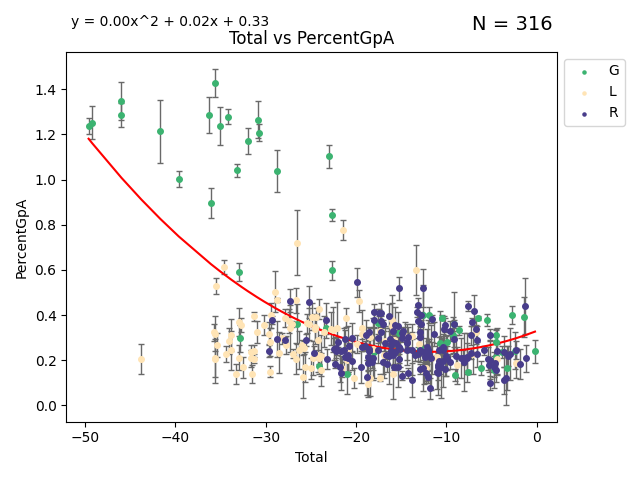 y = 0.00x^2 + 0.02x + 0.33
N = 316
Total vs PercentGpA
G
L
R
PercentGpA
1.4
1.2
1.0
0.8
0.6
0.4
0.2
0.0
−50 −40 −30 −20 −10 0
Total